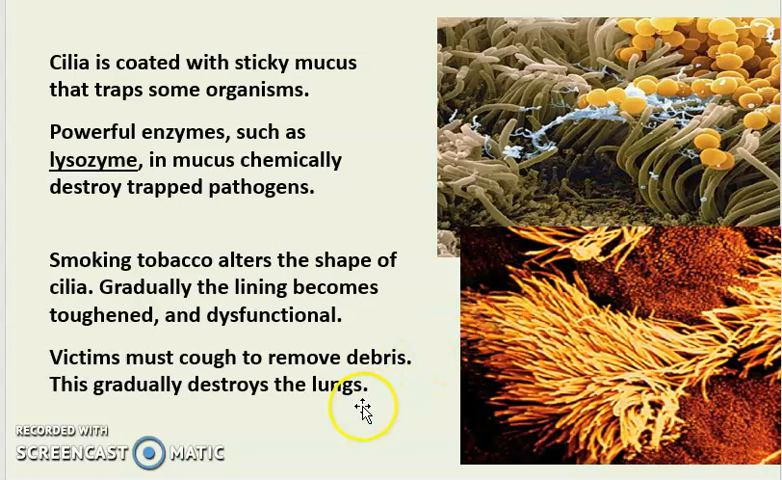 Cilia is coated with sticky mucus
that traps some organisms.
Powerful enzymes, such as
lysozyme, in mucus chemically
destroy trapped pathogens.
Smoking tobacco alters the shape of
cilia. Gradually the lining becomes
toughened, and dysfunctional.
Victims must cough to remove debris.
This gradually destroys the lungs.
RECORDED WITH
SCREENCAST MATIC